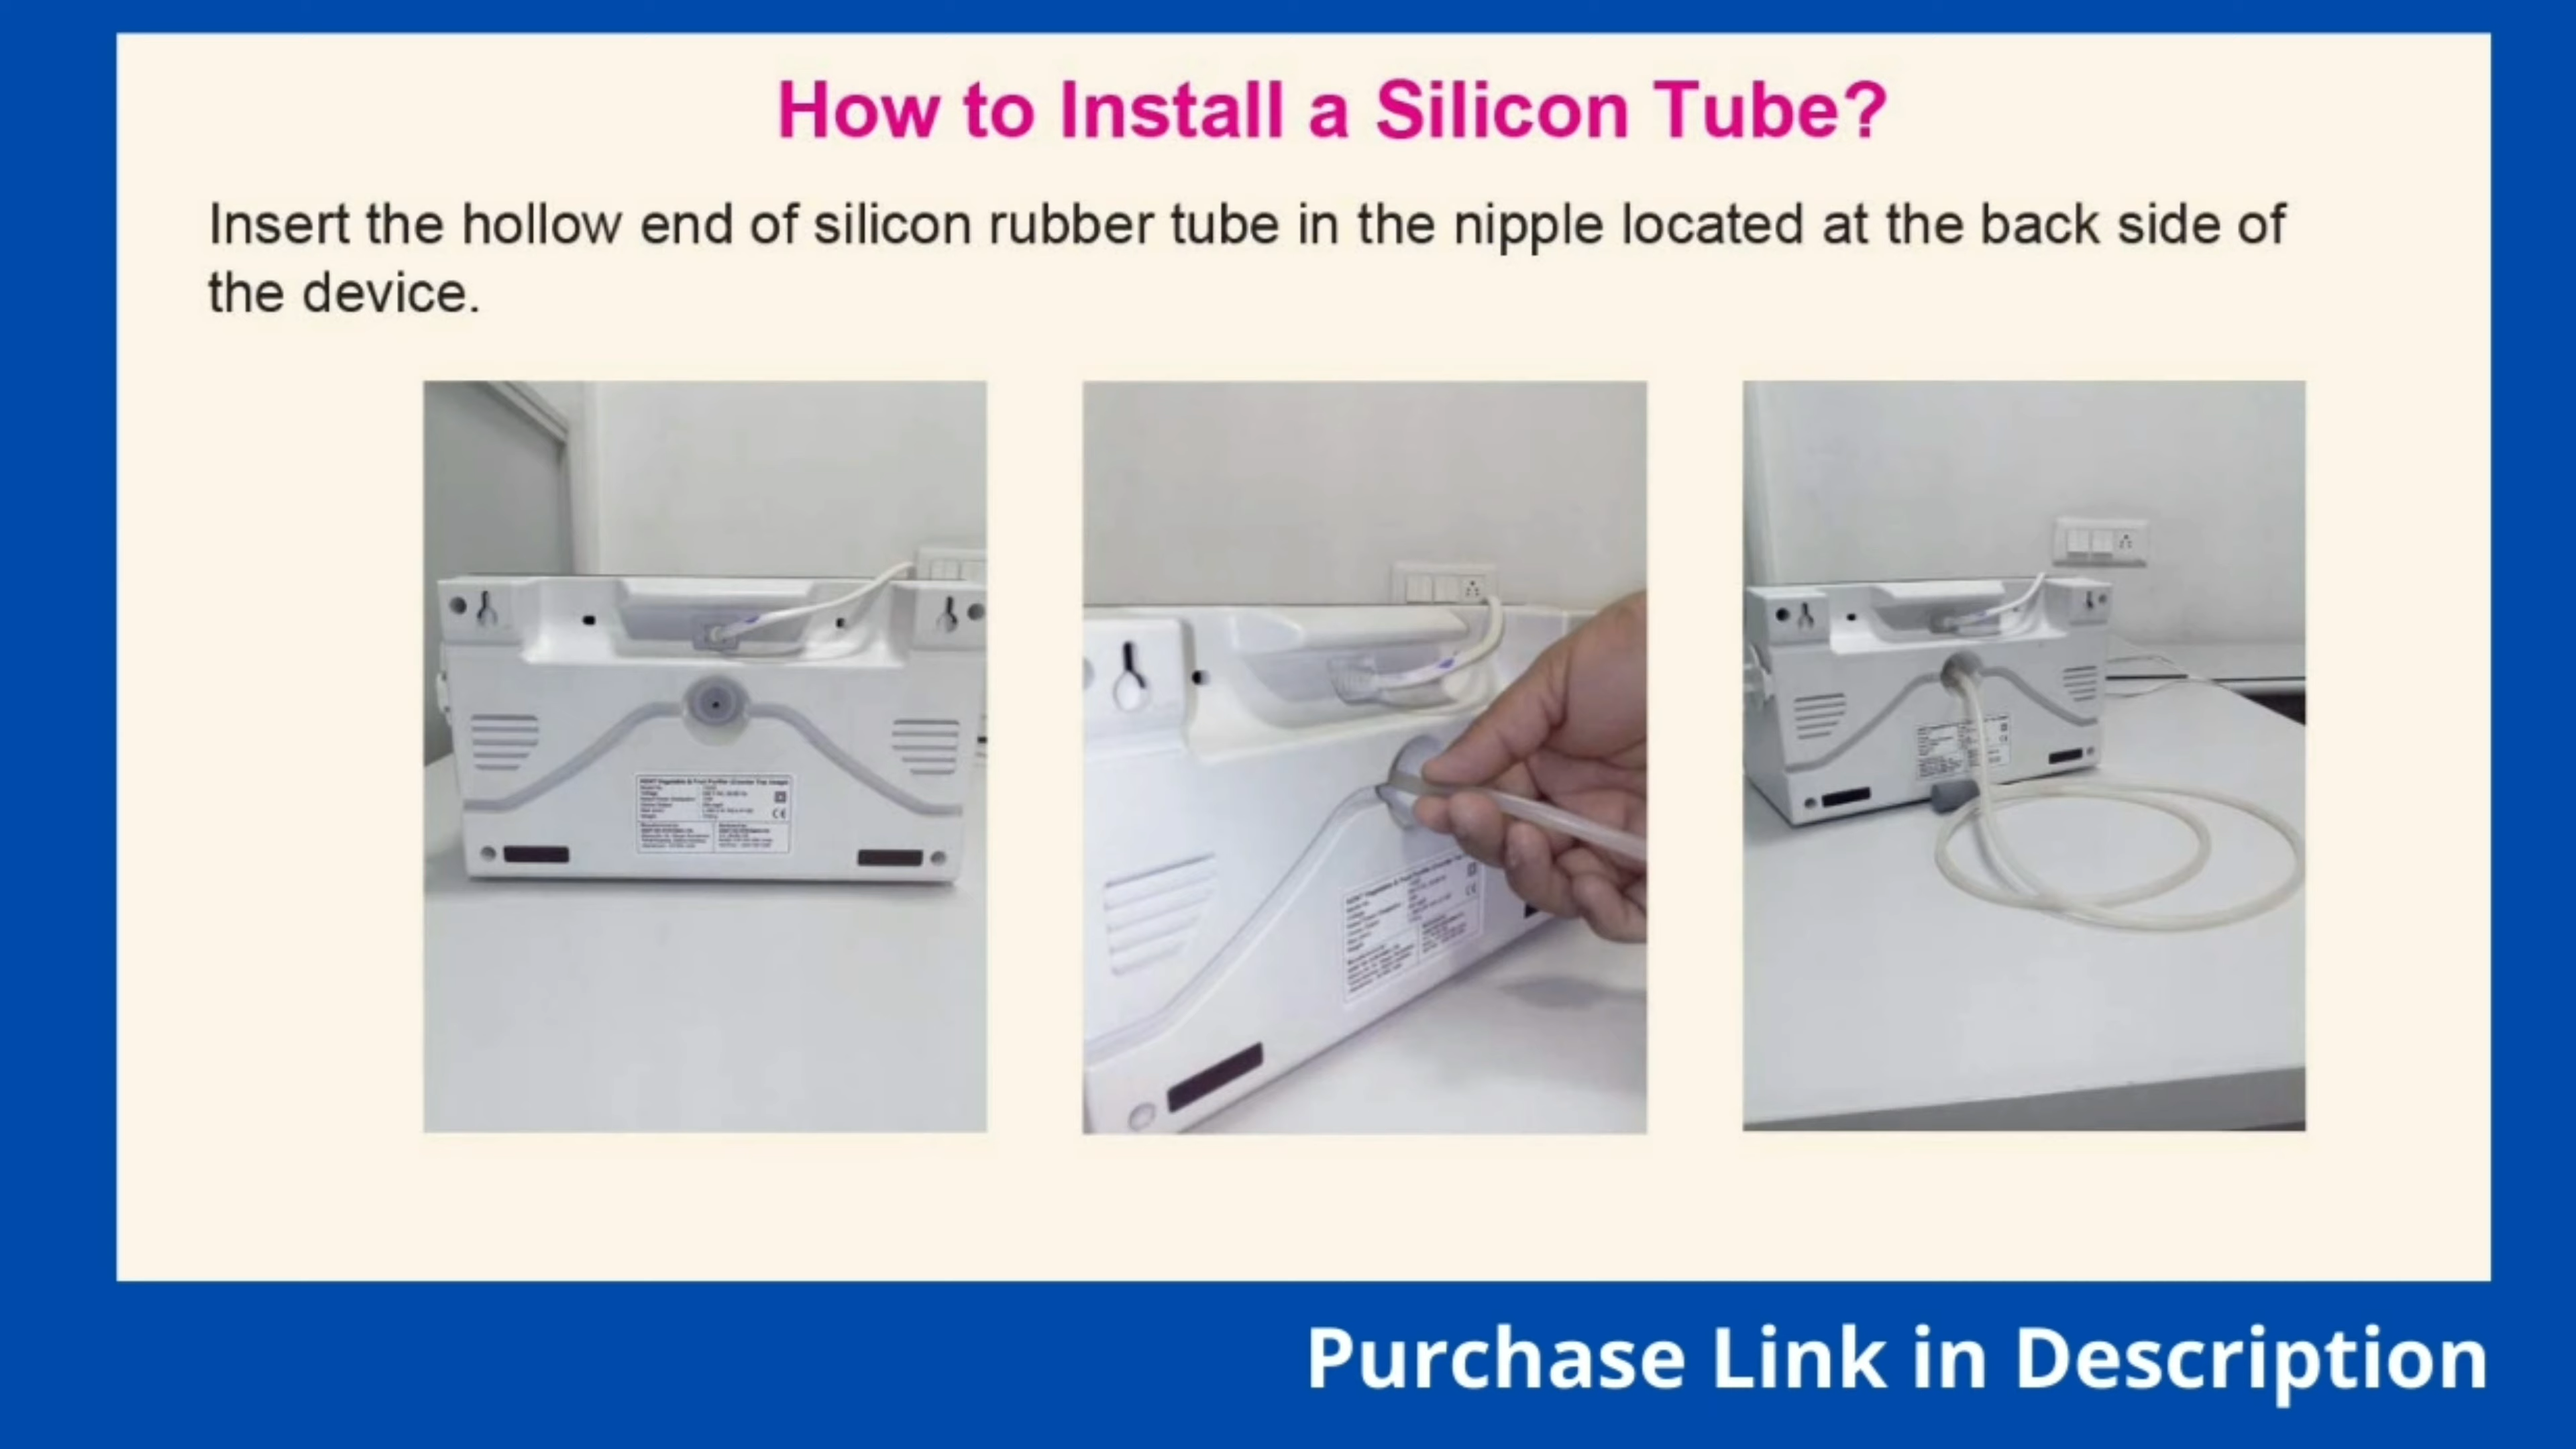 How to Install a Silicon Tube?
Insert the hollow end of silicon rubber tube in the nipple located at the back side of
the device.
Purchase Link in Description